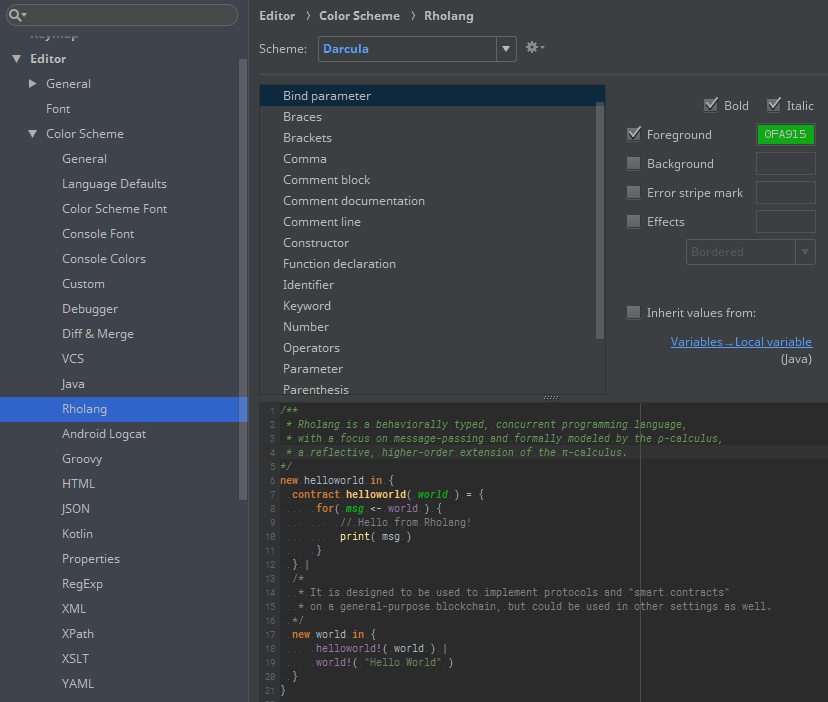 Keymap
Editor
General
Font
Color Scheme
General
Language Defaults
Color Scheme Font
Console Font
Console Colors
Custom
Debugger
Diff & Merge
VCS
Java
Rholang
Android Logcat
Groovy
HTML
JSON
Kotlin
Properties
RegExp
XML
XPath
XSLT
YAML
Editor › Color Scheme › Rholang
Scheme: Darcula
Bind parameter
Braces
Brackets
Comma
Comment block
Comment documentation
Comment line
Constructor
Function declaration
Identifier
Keyword
Number
Operators
Parameter
Parenthesis
Bold Italic
Foreground 0FA915
Background
Error stripe mark
Effects
Bordered
Inherit values from:
Variables→Local variable
(Java)
1 /**
2 * Rholang is a behaviorally typed, concurrent programming language,
3 * with a focus on message-passing and formally modeled by the ρ-calculus,
4 * a reflective, higher-order extension of the π-calculus.
5 */
6 new helloworld in {
7 contract helloworld( world ) = {
8 for( msg <- world ) {
9 // Hello from Rholang!
10 print( msg )
11 }
12 } |
13 /*
14 * It is designed to be used to implement protocols and "smart contracts"
15 * on a general-purpose blockchain, but could be used in other settings as well.
16 */
17 new world in {
18 helloworld!( world ) |
19 world!( "Hello World" )
20 }
21 }